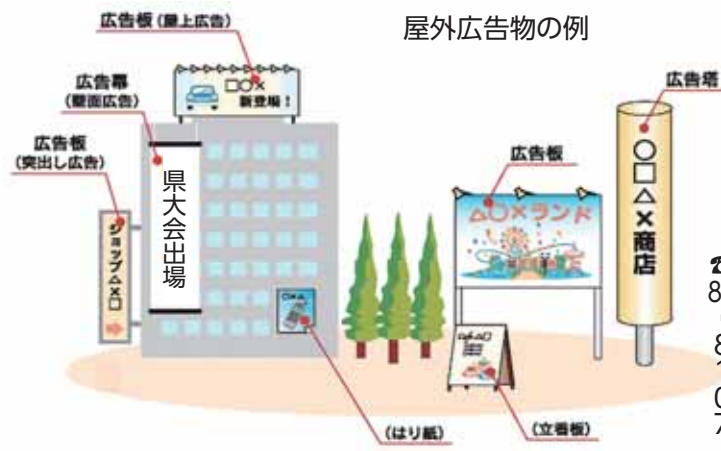 屋外広告物の例
広告板（屋上広告）
□○×
新登場！
広告幕
（壁面広告）
県大会出場
広告板
（突出し広告）
ショップ△×□
広告板
△○×ランド
広告塔
○□△×商店
○×△
（はり紙）
（立看板）